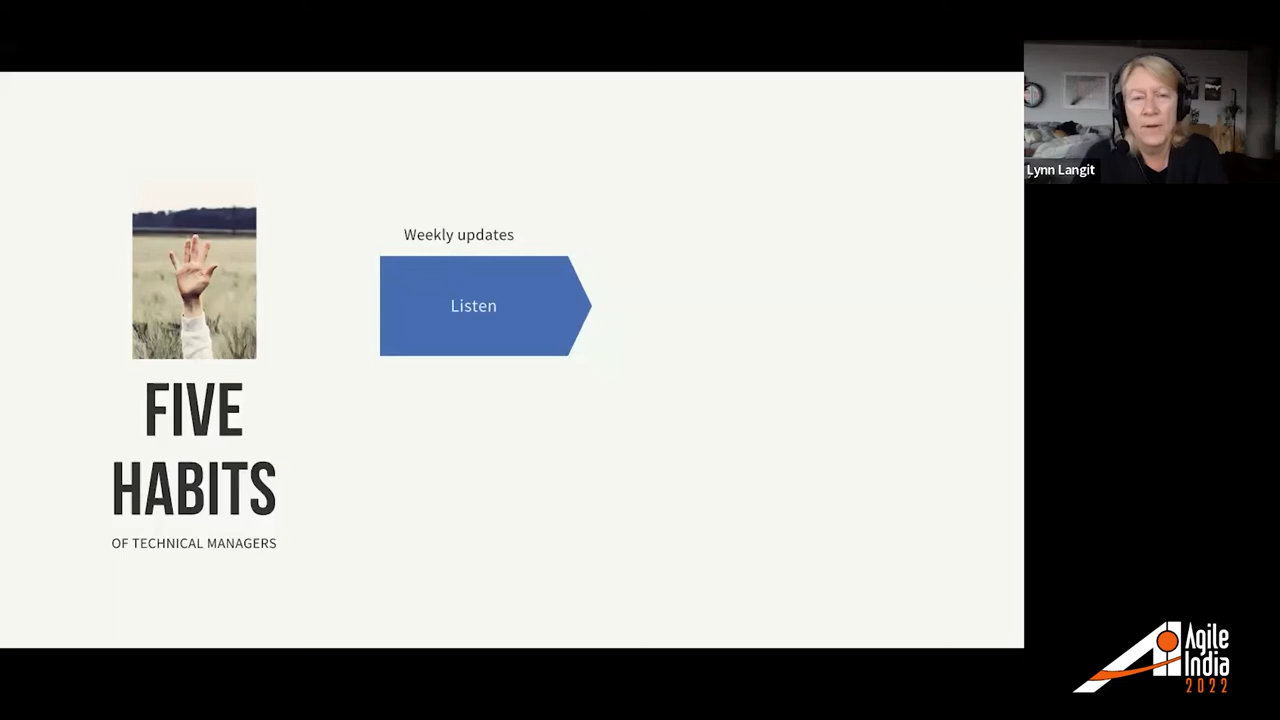 Weekly updates
Listen
FIVE
HABITS
OF TECHNICAL MANAGERS
Lynn Langit
Agile
India
2022